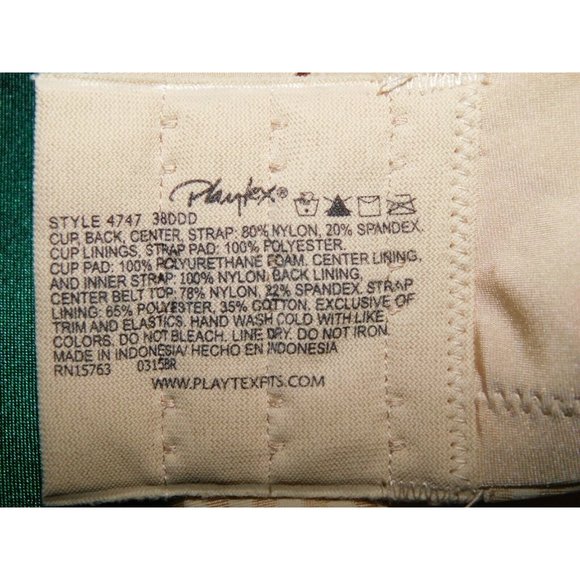 Playtex®
STYLE 4747 38DDD
CUP, BACK, CENTER, STRAP: 80% NYLON, 20% SPANDEX.
CUP LININGS, STRAP PAD: 100% POLYESTER.
CUP PAD: 100% POLYURETHANE FOAM. CENTER LINING,
AND INNER STRAP: 100% NYLON. BACK LINING,
CENTER BELT TOP: 78% NYLON, 22% SPANDEX. STRAP
LINING: 65% POLYESTER, 35% COTTON. EXCLUSIVE OF
TRIM AND ELASTICS. HAND WASH COLD WITH LIKE
COLORS. DO NOT BLEACH. LINE DRY. DO NOT IRON.
MADE IN INDONESIA/ HECHO EN INDONESIA
RN15763 0315BR
WWW.PLAYTEXFITS.COM